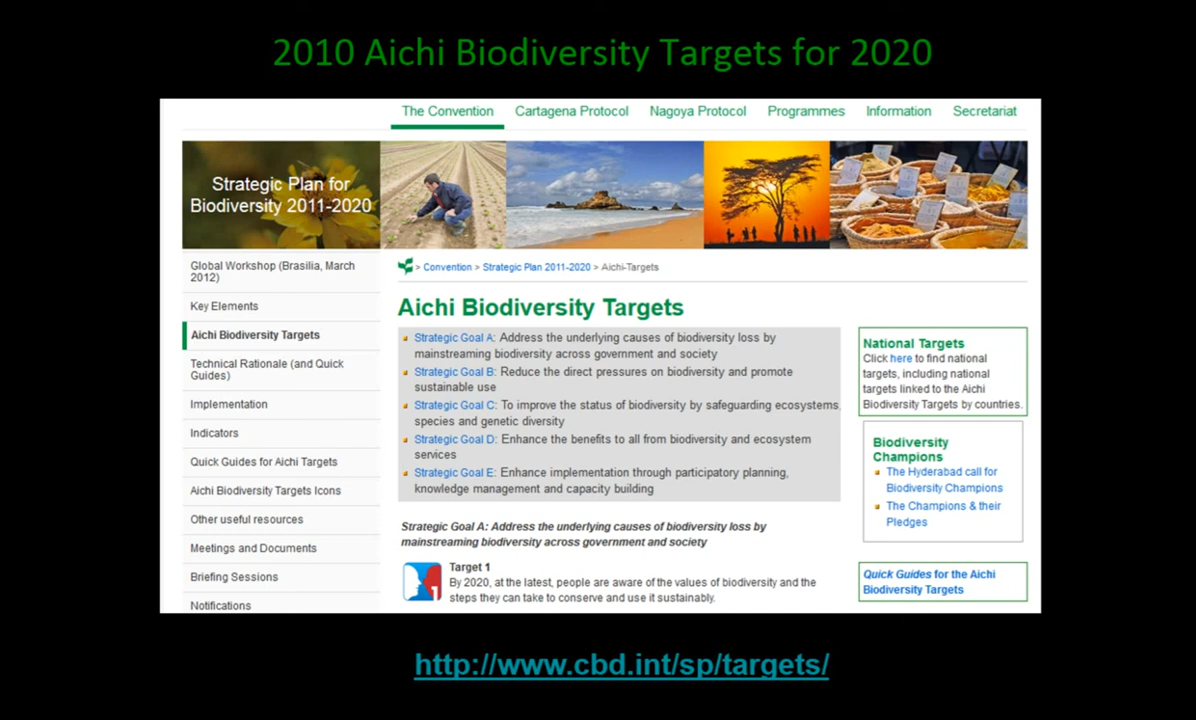 2010 Aichi Biodiversity Targets for 2020
The Convention Cartagena Protocol Nagoya Protocol Programmes Information Secretariat
Strategic Plan for
Biodiversity 2011-2020
Global Workshop (Brasilia, March
2012)
Key Elements
Aichi Biodiversity Targets
Technical Rationale (and Quick
Guides)
Implementation
Indicators
Quick Guides for Aichi Targets
Aichi Biodiversity Targets Icons
Other useful resources
Meetings and Documents
Briefing Sessions
Notifications
> Convention > Strategic Plan 2011-2020 > Aichi-Targets
Aichi Biodiversity Targets
Strategic Goal A: Address the underlying causes of biodiversity loss by
mainstreaming biodiversity across government and society
Strategic Goal B: Reduce the direct pressures on biodiversity and promote
sustainable use
Strategic Goal C: To improve the status of biodiversity by safeguarding ecosystems,
species and genetic diversity
Strategic Goal D: Enhance the benefits to all from biodiversity and ecosystem
services
Strategic Goal E: Enhance implementation through participatory planning,
knowledge management and capacity building
Strategic Goal A: Address the underlying causes of biodiversity loss by
mainstreaming biodiversity across government and society
1
Target 1
By 2020, at the latest, people are aware of the values of biodiversity and the
steps they can take to conserve and use it sustainably.
National Targets
Click here to find national
targets, including national
targets linked to the Aichi
Biodiversity Targets by countries.
Biodiversity
Champions
The Hyderabad call for
Biodiversity Champions
The Champions & their
Pledges
Quick Guides for the Aichi
Biodiversity Targets
http://www.cbd.int/sp/targets/